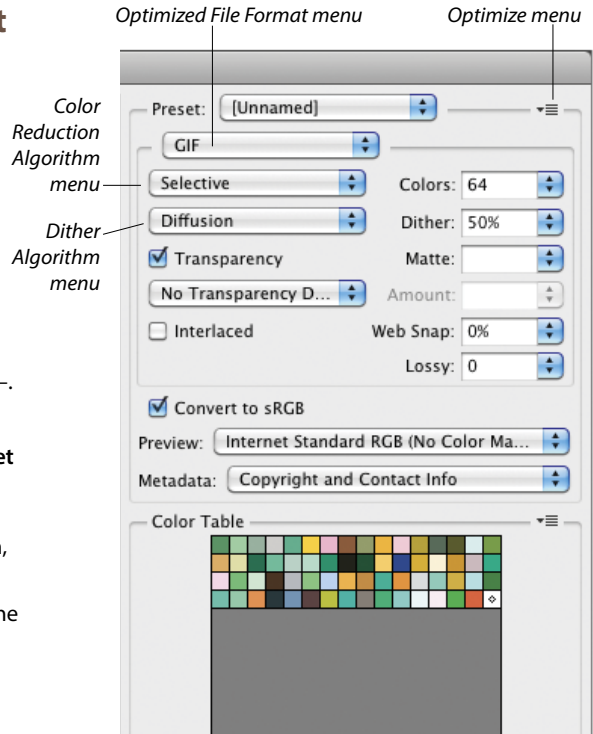 t
Optimized File Format menu
Optimize menu
Color
Reduction
Algorithm
menu
Dither
Algorithm
menu
Preset: [Unnamed]
GIF
Selective
Colors: 64
Diffusion
Dither: 50%
Transparency
Matte:
No Transparency D...
Amount:
Interlaced
Web Snap: 0%
Lossy: 0
Convert to sRGB
Preview: Internet Standard RGB (No Color Ma...
Metadata: Copyright and Contact Info
Color Table
–.
et
,
ne